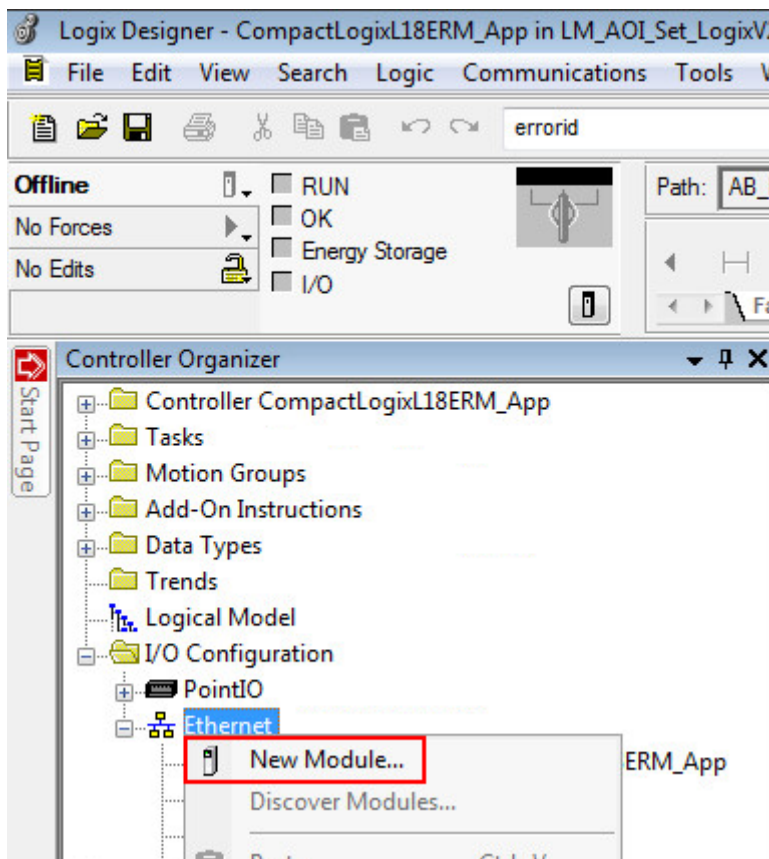 Logix Designer - CompactLogixL18ERM_App in LM_AOI_Set_LogixV
File Edit View Search Logic Communications Tools
errorid
Offline
RUN
Path: AB_
No Forces
OK
Energy Storage
No Edits
I/O
Fa
Controller Organizer
Start Page
Controller CompactLogixL18ERM_App
Tasks
Motion Groups
Add-On Instructions
Data Types
Trends
Logical Model
I/O Configuration
PointIO
Ethernet
New Module...
ERM_App
Discover Modules...